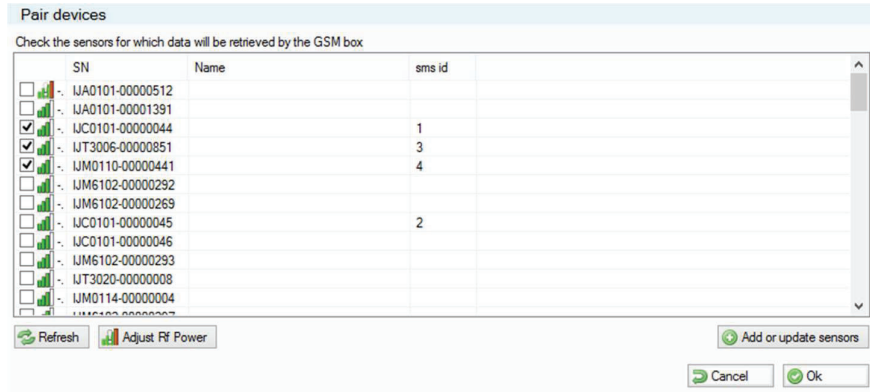 Pair devices
Check the sensors for which data will be retrieved by the GSM box
SN Name sms id
-. IJA0101-00000512
-. IJA0101-00001391
-. IJC0101-00000044 1
-. IJT3006-00000851 3
-. IJM0110-00000441 4
-. IJM6102-00000292
-. IJM6102-00000269
-. IJC0101-00000045 2
-. IJC0101-00000046
-. IJM6102-00000293
-. IJT3020-00000008
-. IJM0114-00000004
Refresh Adjust Rf Power Add or update sensors
Cancel Ok